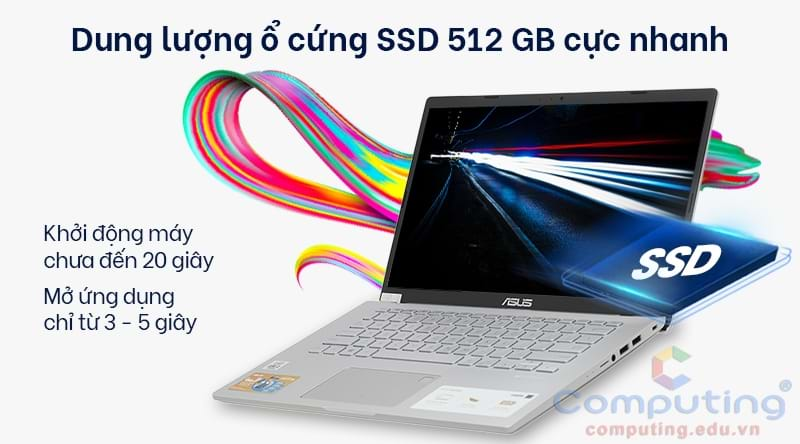 Dung lượng ổ cứng SSD 512 GB cực nhanh
Khởi động máy
chưa đến 20 giây
Mở ứng dụng
chỉ từ 3 - 5 giây
SSD
ASUS
Computing®
computing.edu.vn